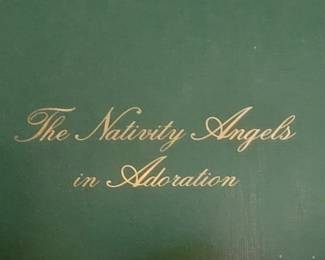 The Nativity Angels
in Adoration